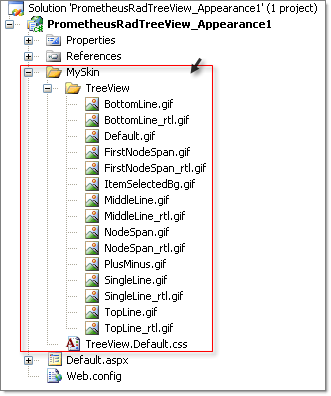 Solution 'PrometheusRadTreeView_Appearance1' (1 project)
PrometheusRadTreeView_Appearance1
Properties
References
MySkin
TreeView
BottomLine.gif
BottomLine_rtl.gif
Default.gif
FirstNodeSpan.gif
FirstNodeSpan_rtl.gif
ItemSelectedBg.gif
MiddleLine.gif
MiddleLine_rtl.gif
NodeSpan.gif
NodeSpan_rtl.gif
PlusMinus.gif
SingleLine.gif
SingleLine_rtl.gif
TopLine.gif
TopLine_rtl.gif
TreeView.Default.css
Default.aspx
Web.config